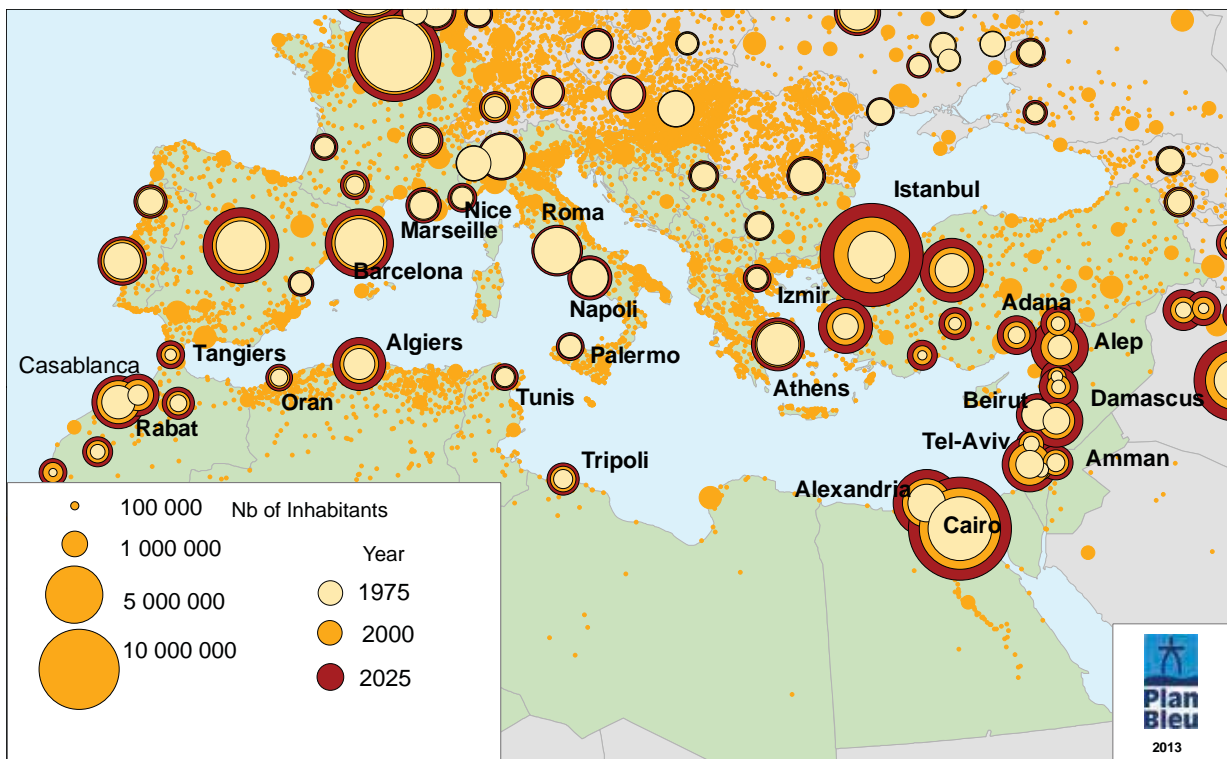 Istanbul
Nice
Roma
Marseille
Barcelona
Napoli
Izmir
Adana
Casablanca
Tangiers
Algiers
Palermo
Athens
Alep
Oran
Tunis
Beirut
Damascus
Rabat
Tel-Aviv
Tripoli
Amman
Alexandria
Cairo
100 000
Nb of Inhabitants
1 000 000
5 000 000
10 000 000
Year
1975
2000
2025
Plan
Bleu
2013